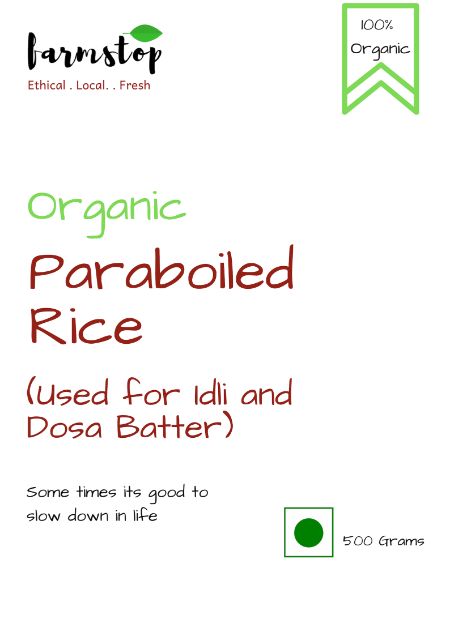 farmstop
Ethical . Local. . Fresh
100%
Organic
Organic
Paraboiled
Rice
(Used for Idli and
Dosa Batter)
Some times its good to
slow down in life
500 Grams